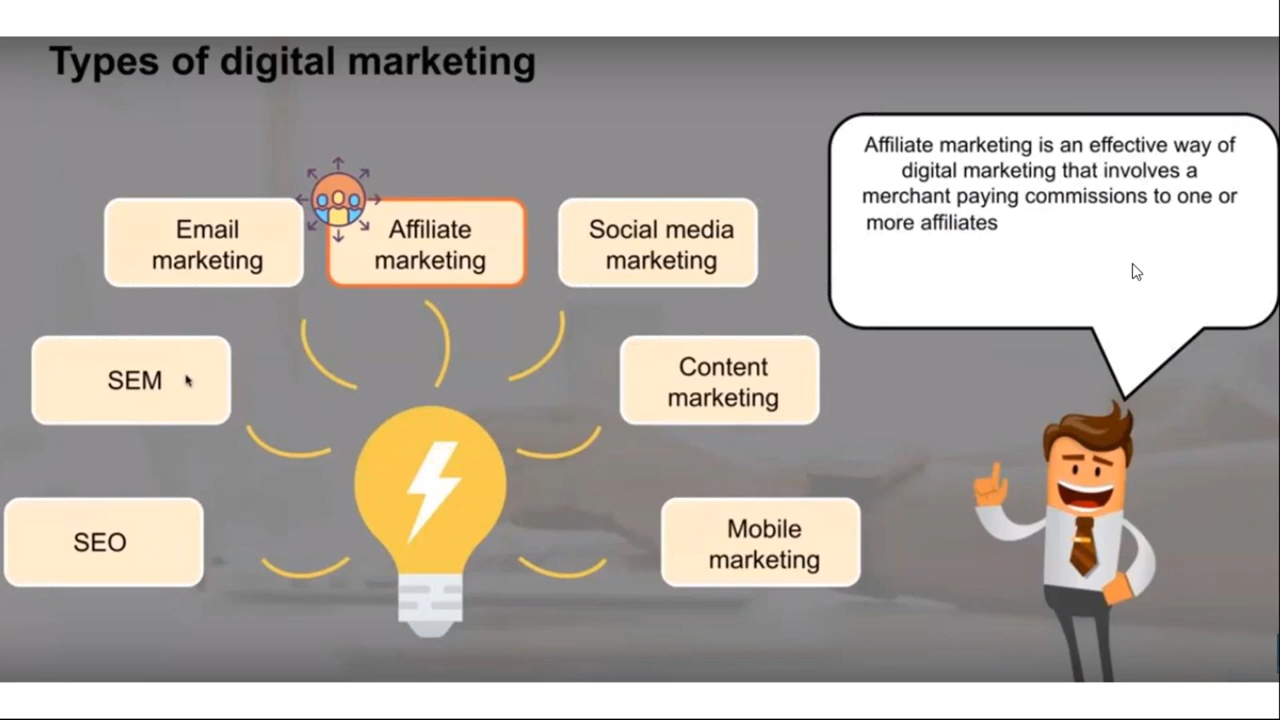 Types of digital marketing
Affiliate marketing is an effective way of
digital marketing that involves a
merchant paying commissions to one or
more affiliates
Email
marketing
Affiliate
marketing
Social media
marketing
SEM
Content
marketing
SEO
Mobile
marketing